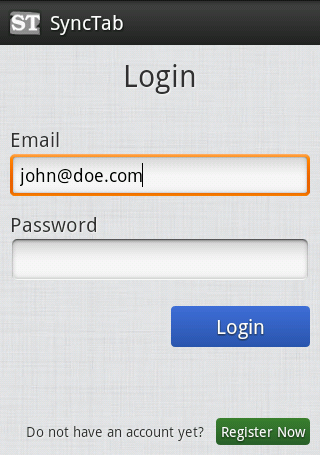 ST SyncTab
Login
Email
john@doe.com
Password
Login
Do not have an account yet? Register Now